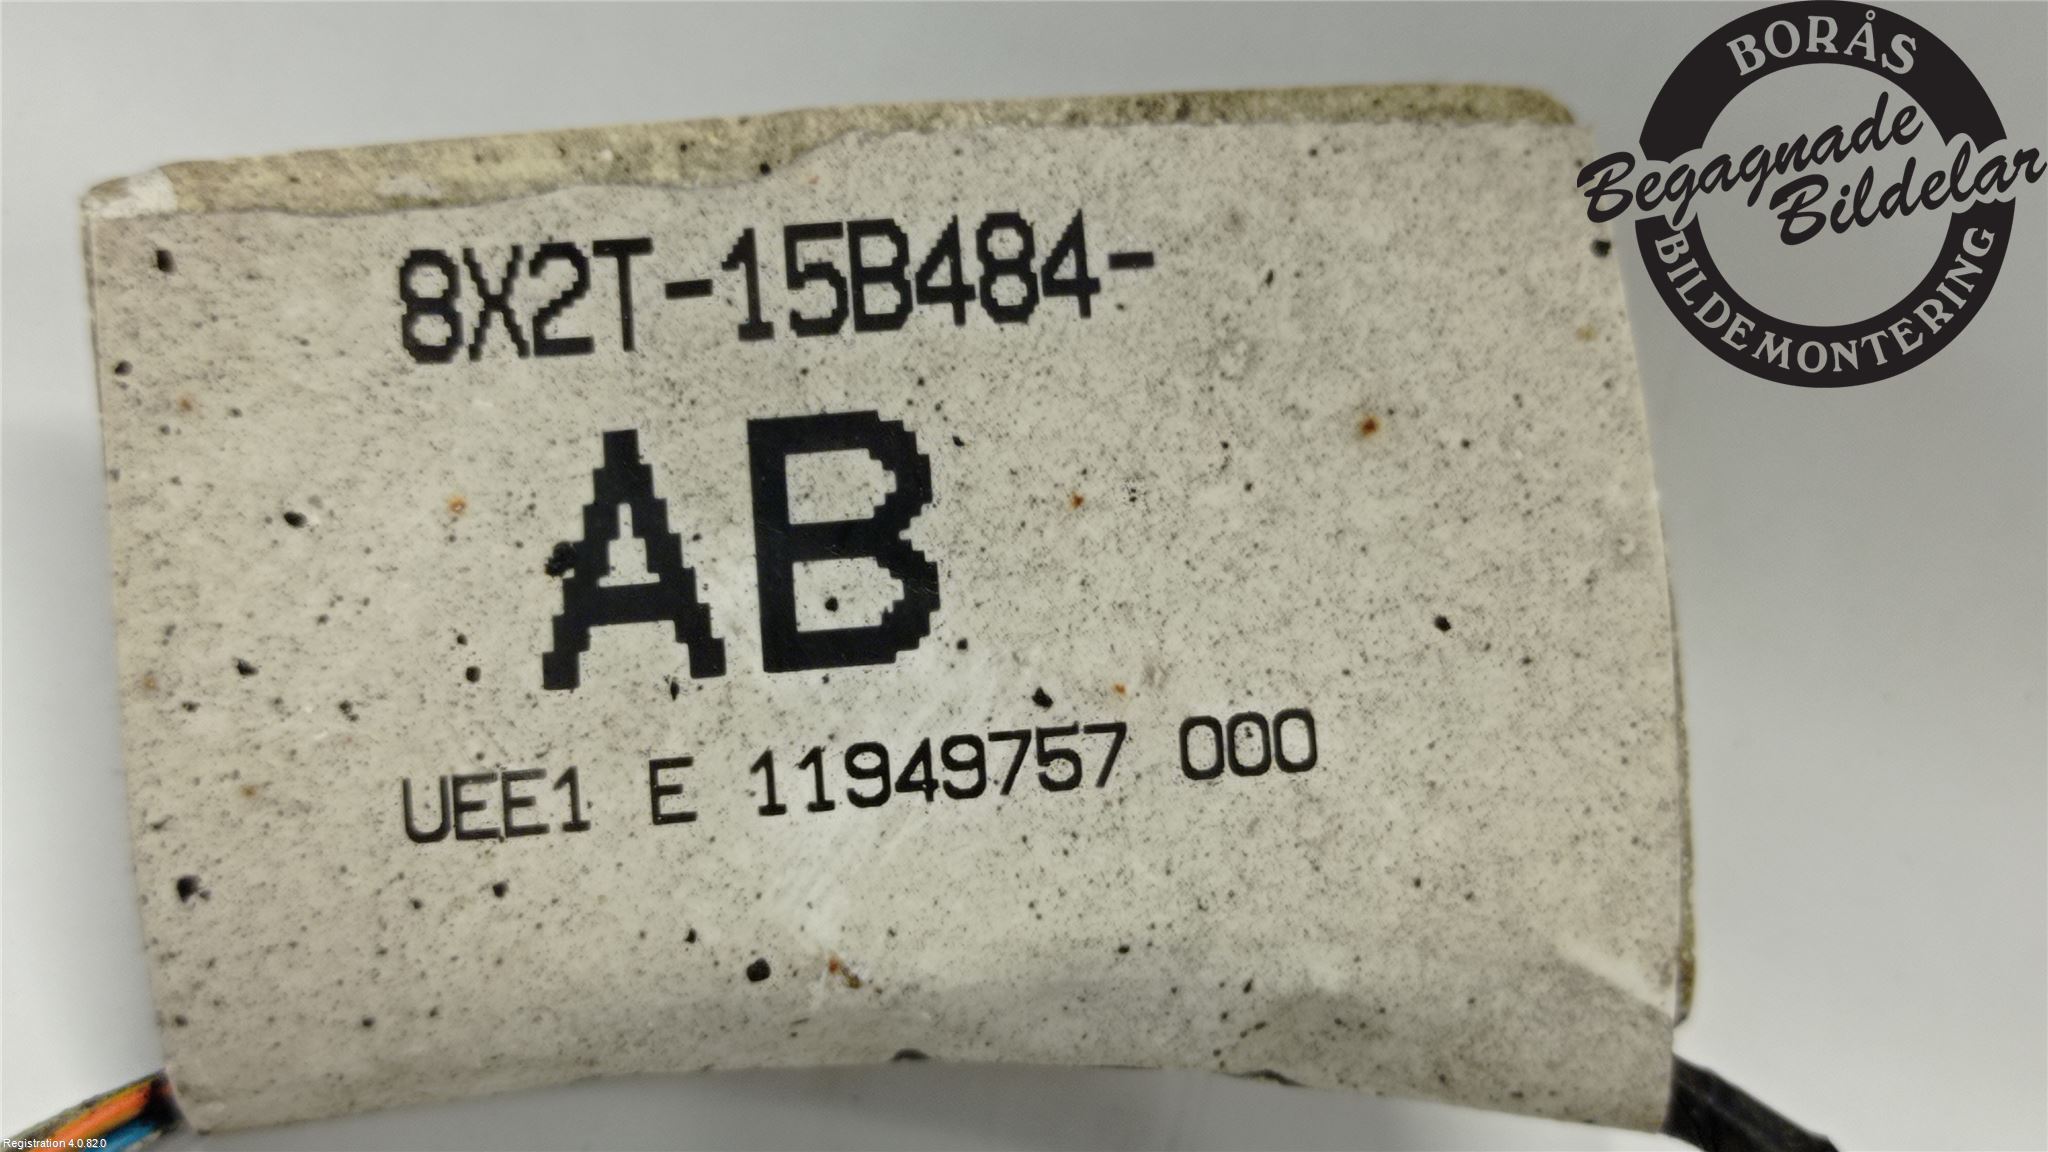 8X2T-15B484-
AB
UEE1 E 11949757 000
BORÅS
Begagnade
Bildelar
BILDEMONTERING
Registration 4.0.82.0